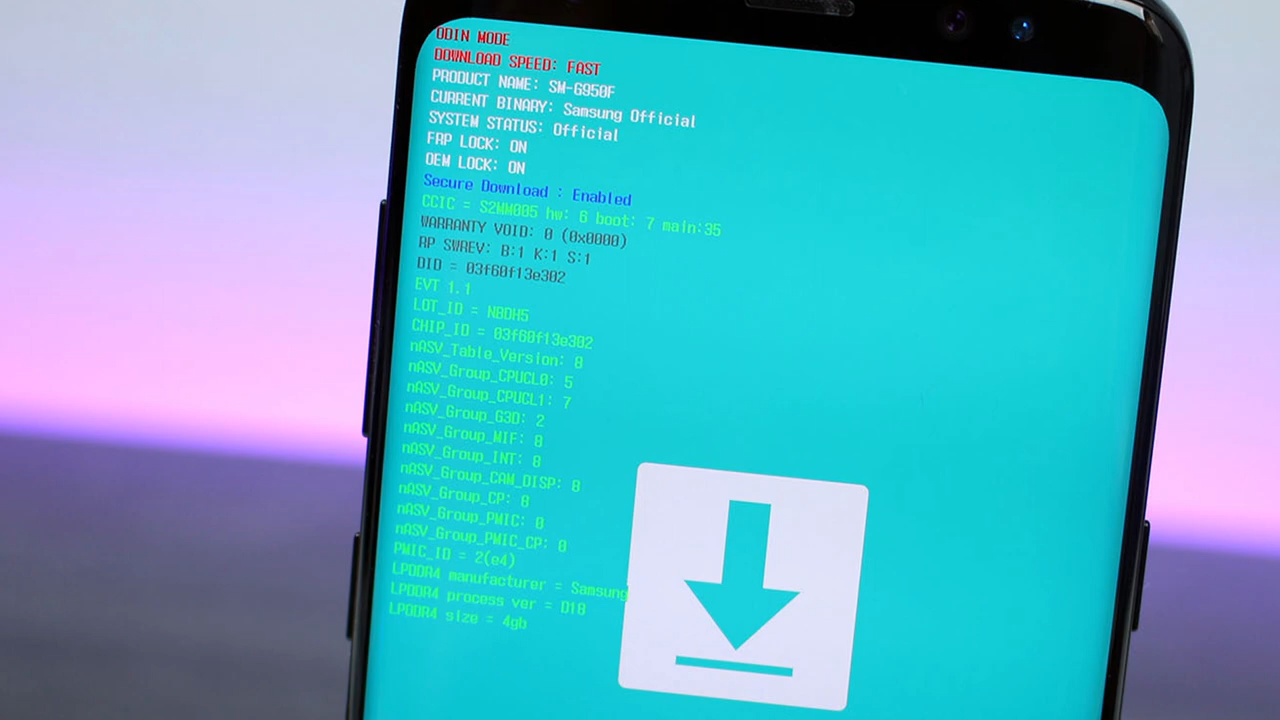 ODIN MODE
DOWNLOAD SPEED: FAST
PRODUCT NAME: SM-G950F
CURRENT BINARY: Samsung Official
SYSTEM STATUS: Official
FRP LOCK: ON
OEM LOCK: ON
Secure Download : Enabled
CCIC = S2MM005 hw: 6 boot: 7 main:35
WARRANTY VOID: 0 (0x0000)
RP SWREV: B:1 K:1 S:1
DID = 03f60f13e302
EVT 1.1
LOT_ID = NBDH5
CHIP_ID = 03f60f13e302
nASV_Table_Version: 8
nASV_Group_CPUCL0: 5
nASV_Group_CPUCL1: 7
nASV_Group_G3D: 2
nASV_Group_MIF: 0
nASV_Group_INT: 0
nASV_Group_CAM_DISP: 0
nASV_Group_CP: 0
nASV_Group_PMIC: 0
nASV_Group_PMIC_CP: 0
PMIC_ID = 2(e4)
LPDDR4 manufacturer = Samsung
LPDDR4 process ver = D18
LPDDR4 size = 4gb